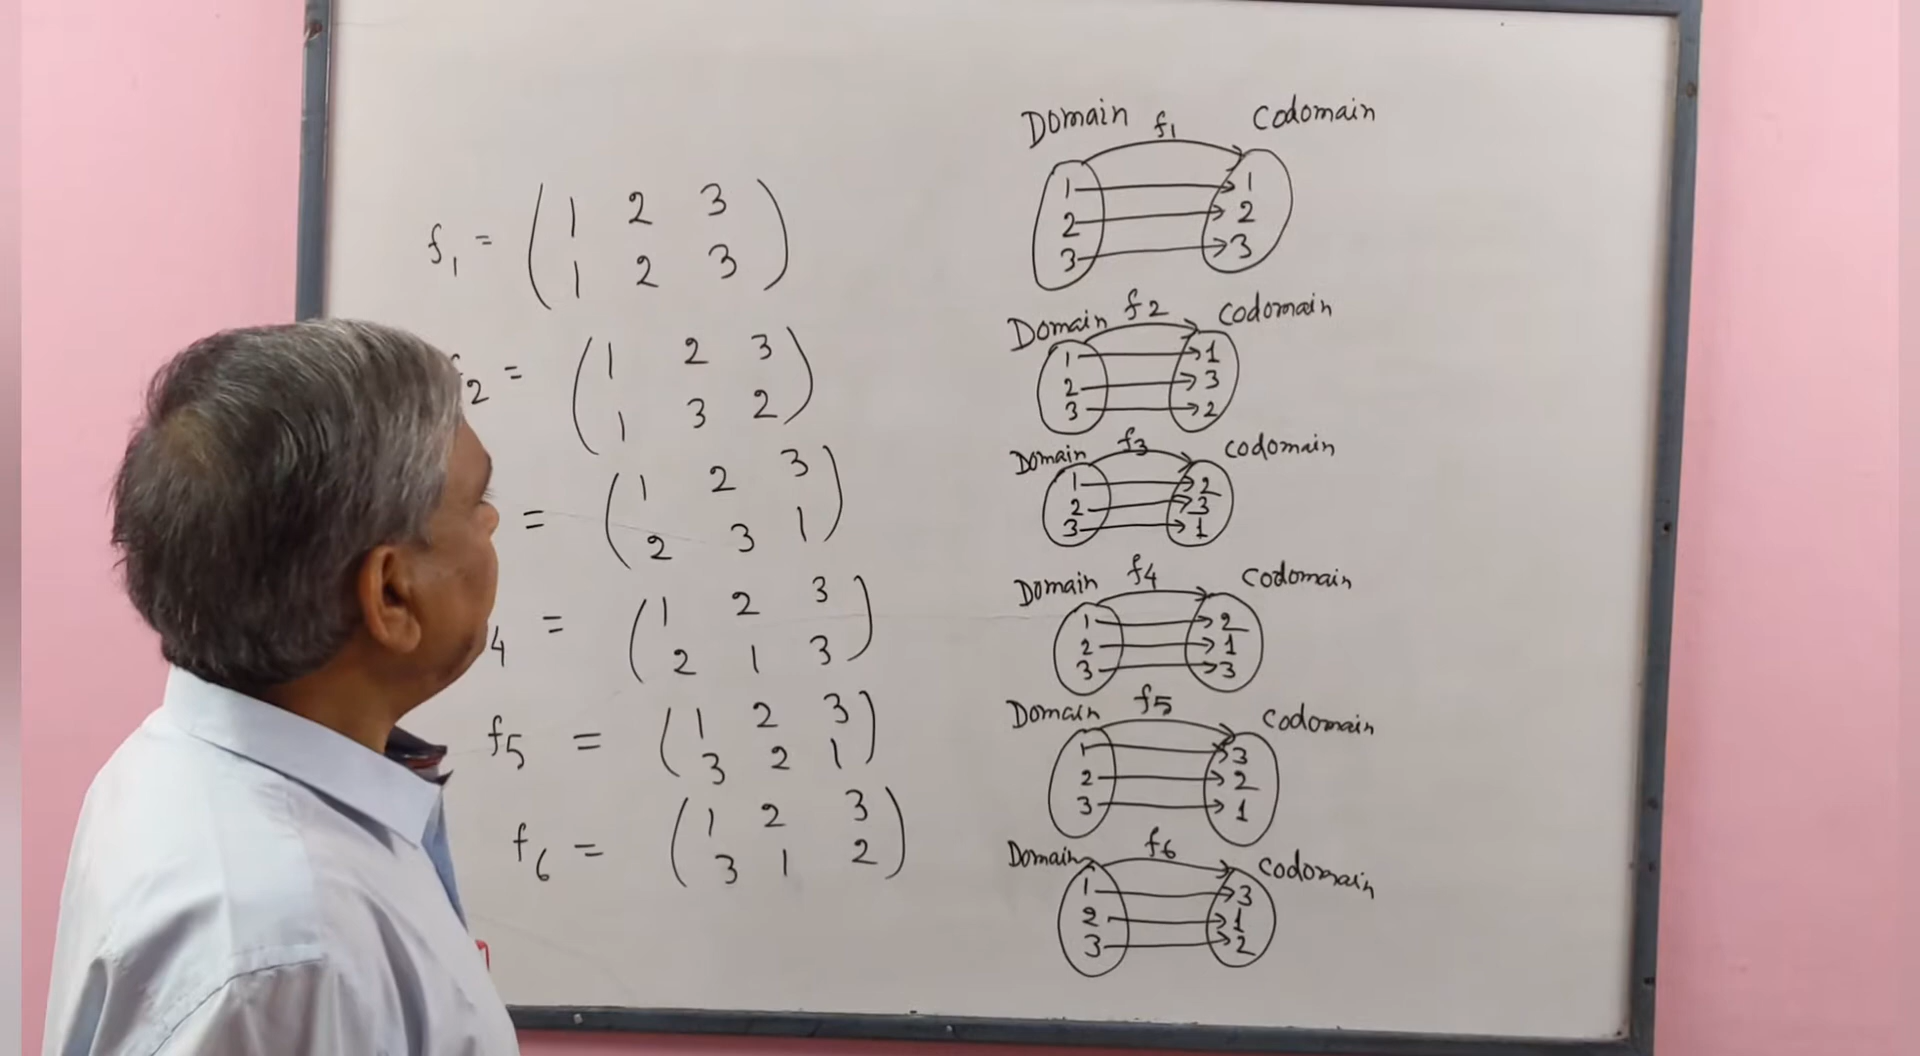 f1 = ( 1 2 3
1 2 3 )
2 = ( 1 2 3
1 3 2 )
= ( 1 2 3
2 3 1 )
4 = ( 1 2 3
2 1 3 )
f5 = ( 1 2 3
3 2 1 )
f6 = ( 1 2 3
3 1 2 )
Domain f1 Codomain
1 1
2 2
3 3
Domain f2 Codomain
1 1
2 3
3 2
Domain f3 Codomain
1 2
2 3
3 1
Domain f4 Codomain
1 2
2 1
3 3
Domain f5 Codomain
1 3
2 2
3 1
Domain f6 Codomain
1 3
2 1
3 2